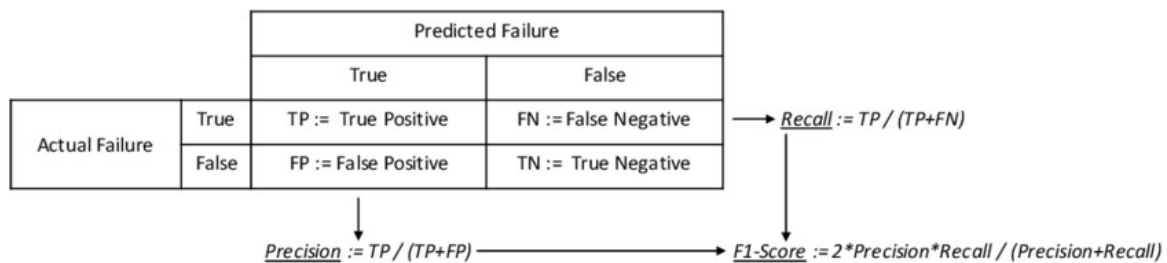 Predicted Failure
True False
True TP := True Positive FN := False Negative Recall := TP / (TP+FN)
Actual Failure
False FP := False Positive TN := True Negative
Precision := TP / (TP+FP) F1-Score := 2*Precision*Recall / (Precision+Recall)